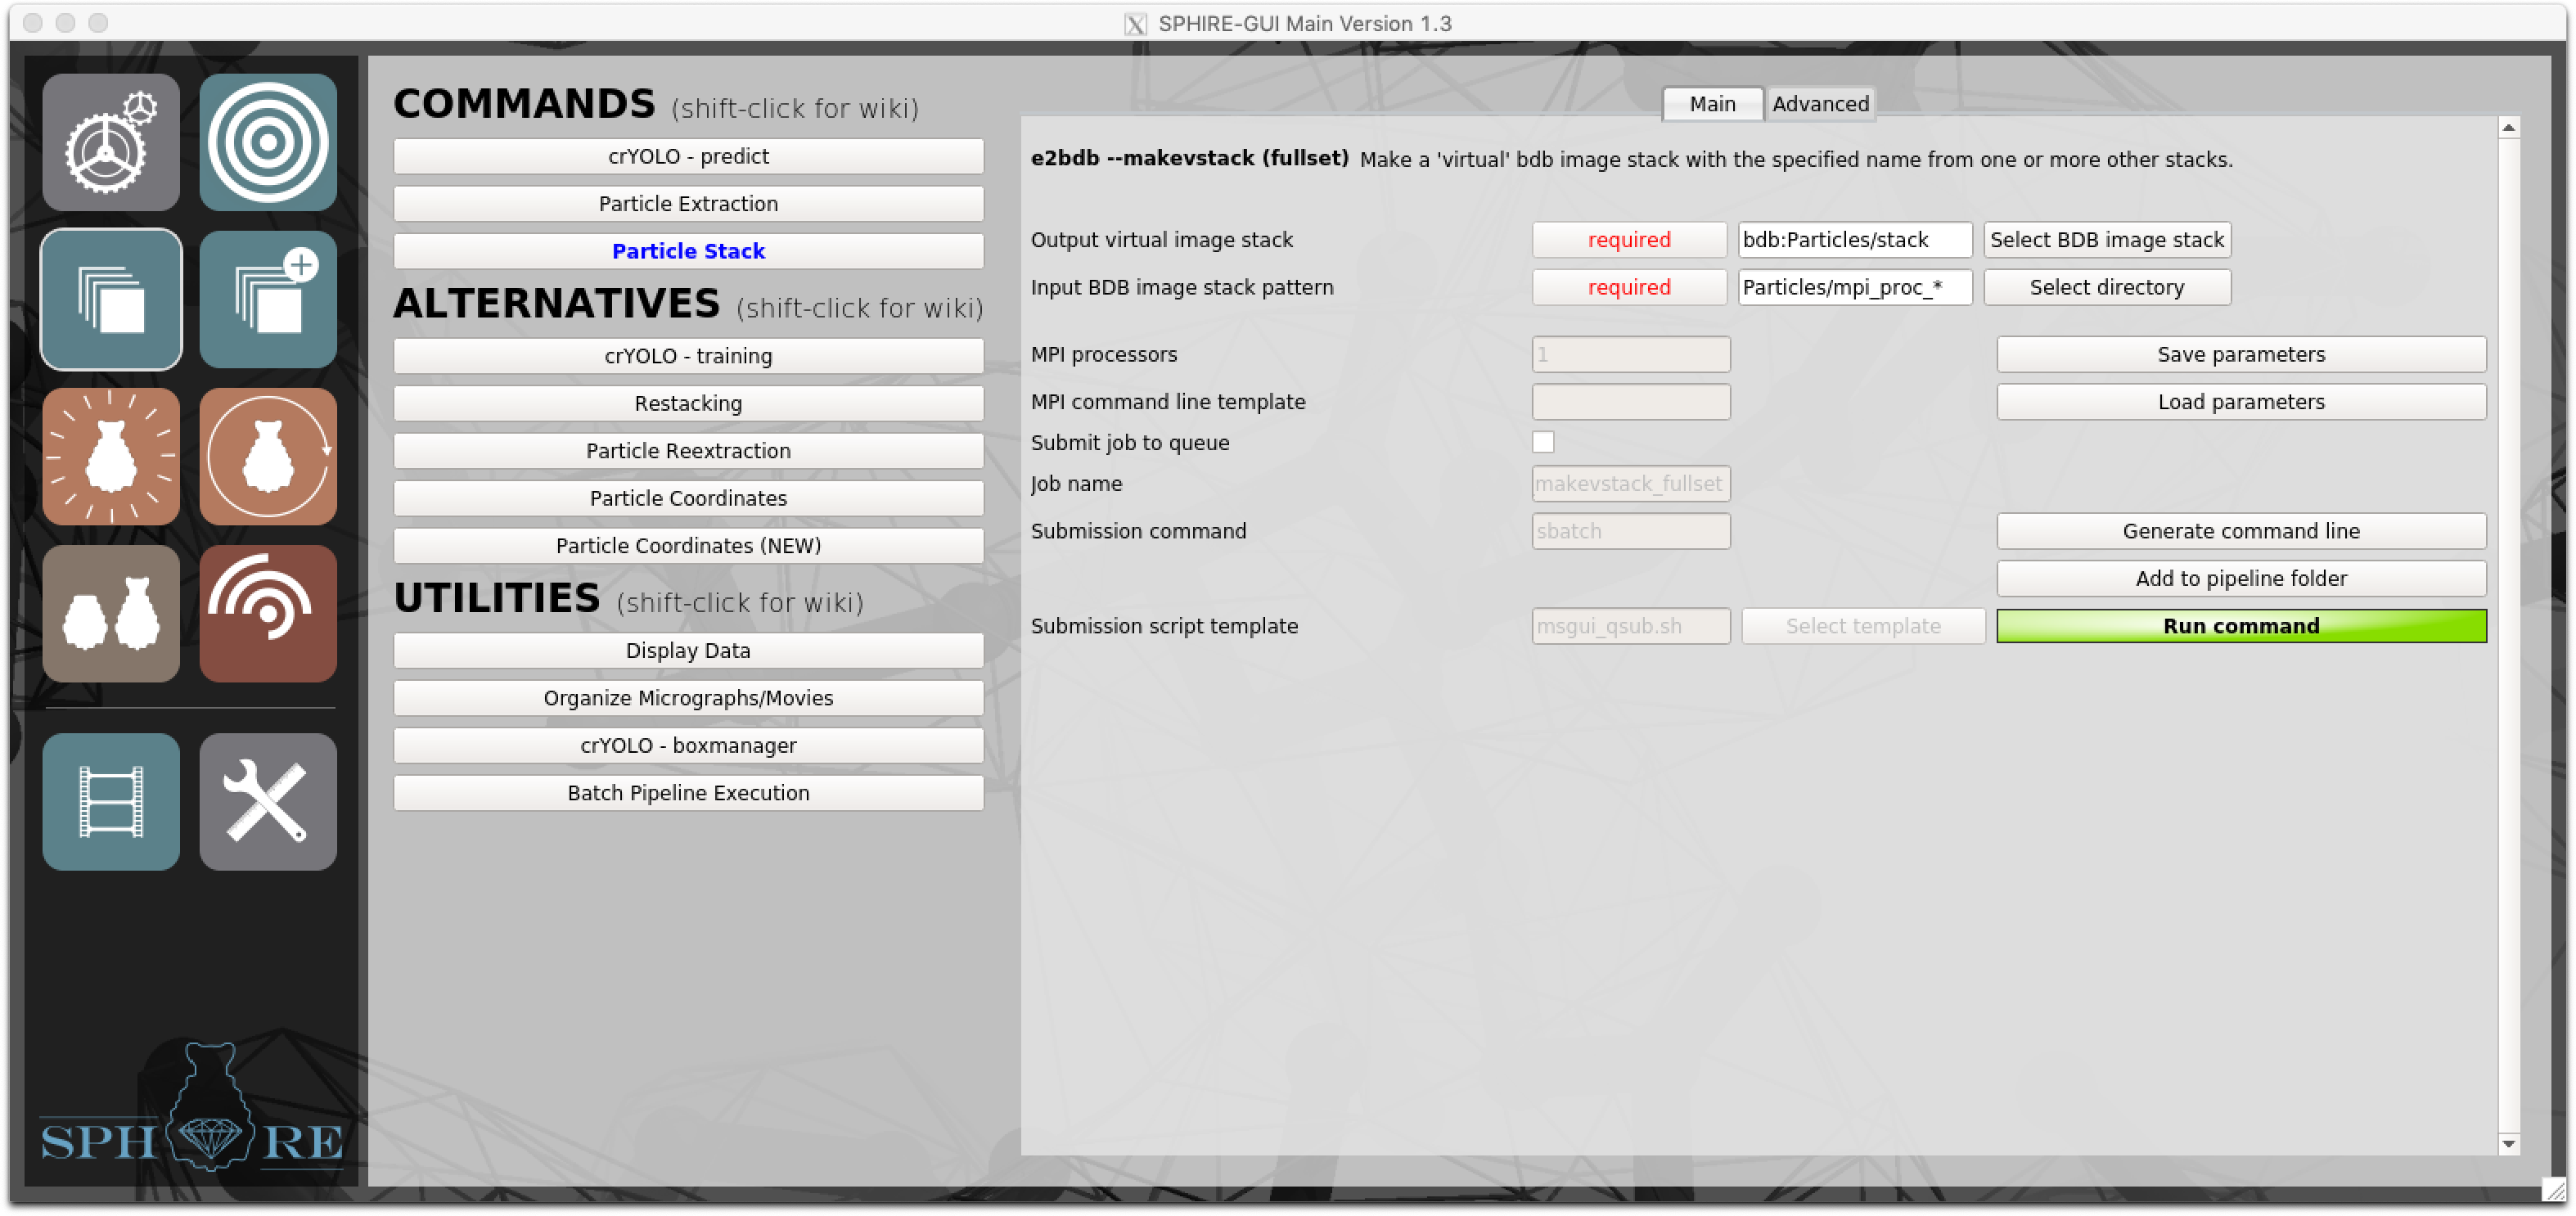 SPHIRE-GUI Main Version 1.3
COMMANDS (shift-click for wiki)
crYOLO - predict
Particle Extraction
Particle Stack
ALTERNATIVES (shift-click for wiki)
crYOLO - training
Restacking
Particle Reextraction
Particle Coordinates
Particle Coordinates (NEW)
UTILITIES (shift-click for wiki)
Display Data
Organize Micrographs/Movies
crYOLO - boxmanager
Batch Pipeline Execution
SPHIRE
Main Advanced
e2bdb --makevstack (fullset) Make a 'virtual' bdb image stack with the specified name from one or more other stacks.
Output virtual image stack required bdb:Particles/stack Select BDB image stack
Input BDB image stack pattern required Particles/mpi_proc_* Select directory
MPI processors 1 Save parameters
MPI command line template Load parameters
Submit job to queue
Job name makevstack_fullset
Submission command sbatch Generate command line
Add to pipeline folder
Submission script template msgui_qsub.sh Select template Run command